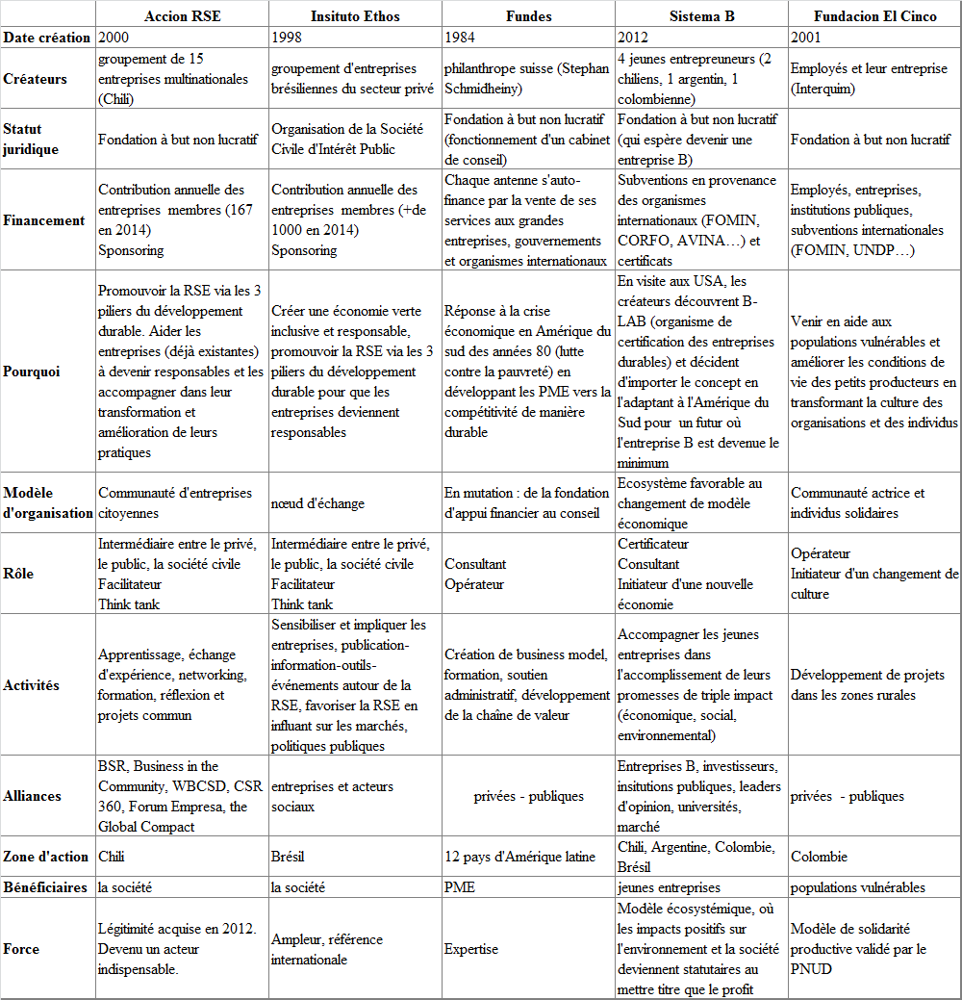 Accion RSE
Insituto Ethos
Fundes
Sistema B
Fundacion El Cinco
Date création
2000
1998
1984
2012
2001
Créateurs
groupement de 15
entreprises multinationales
(Chili)
groupement d'entreprises
brésiliennes du secteur privé
philanthrope suisse (Stephan
Schmidheiny)
4 jeunes entrepreuneurs (2
chiliens, 1 argentin, 1
colombienne)
Employés et leur entreprise
(Interquim)
Statut
juridique
Fondation à but non lucratif
Organisation de la Société
Civile d'Intérêt Public
Fondation à but non lucratif
(fonctionnement d'un cabinet
de conseil)
Fondation à but non lucratif
(qui espère devenir une
entreprise B)
Fondation à but non lucratif
Financement
Contribution annuelle des
entreprises  membres (167
en 2014)
Sponsoring
Contribution annuelle des
entreprises  membres (+de
1000 en 2014)
Sponsoring
Chaque antenne s'auto-
finance par la vente de ses
services aux grandes
entreprises, gouvernements
et organismes internationaux
Subventions en provenance
des organismes
internationaux (FOMIN,
CORFO, AVINA…) et
certificats
Employés, entreprises,
institutions publiques,
subventions internationales
(FOMIN, UNDP…)
Pourquoi
Promouvoir la RSE via les 3
piliers du développement
durable. Aider les
entreprises (déjà existantes)
à devenir responsables et les
accompagner dans leur
transformation et
amélioration de leurs
pratiques
Créer une économie verte
inclusive et responsable,
promouvoir la RSE via les 3
piliers du développement
durable pour que les
entreprises deviennent
responsables
Réponse à la crise
économique en Amérique du
sud des années 80 (lutte
contre la pauvreté) en
développant les PME vers la
compétitivité de manière
durable
En visite aux USA, les
créateurs découvrent B-
LAB (organisme de
certification des entreprises
durables) et décident
d'importer le concept en
l'adaptant à l'Amérique du
Sud pour  un futur où
l'entreprise B est devenue le
minimum
Venir en aide aux
populations vulnérables et
améliorer les conditions de
vie des petits producteurs en
transformant la culture des
organisations et des individus
Modèle
d'organisation
Communauté d'entreprises
citoyennes
nœud d'échange
En mutation : de la fondation
d'appui financier au conseil
Ecosystème favorable au
changement de modèle
économique
Communauté actrice et
individus solidaires
Rôle
Intermédiaire entre le privé,
le public, la société civile
Facilitateur
Think tank
Intermédiaire entre le privé,
le public, la société civile
Facilitateur
Think tank
Consultant
Opérateur
Certificateur
Consultant
Initiateur d'une nouvelle
économie
Opérateur
Initiateur d'un changement de
culture
Activités
Apprentissage, échange
d'expérience, networking,
formation, réflexion et
projets commun
Sensibiliser et impliquer les
entreprises, publication-
information-outils-
événements autour de la
RSE, favoriser la RSE en
influant sur les marchés,
politiques publiques
Création de business model,
formation, soutien
administratif, développement
de la chaîne de valeur
Accompagner les jeunes
entreprises dans
l'accomplissement de leurs
promesses de triple impact
(économique, social,
environnemental)
Développement de projets
dans les zones rurales
Alliances
BSR, Business in the
Community, WBCSD, CSR
360, Forum Empresa, the
Global Compact
entreprises et acteurs
sociaux
privées - publiques
Entreprises B, investisseurs,
insitutions publiques, leaders
d'opinion, universités,
marché
privées  - publiques
Zone d'action
Chili
Brésil
12 pays d'Amérique latine
Chili, Argentine, Colombie,
Brésil
Colombie
Bénéficiaires
la société
la société
PME
jeunes entreprises
populations vulnérables
Force
Légitimité acquise en 2012.
Devenu un acteur
indispensable.
Ampleur, référence
internationale
Expertise
Modèle écosystémique, où
les impacts positifs sur
l'environnement et la société
deviennent statutaires au
mettre titre que le profit
Modèle de solidarité
productive validé par le
PNUD